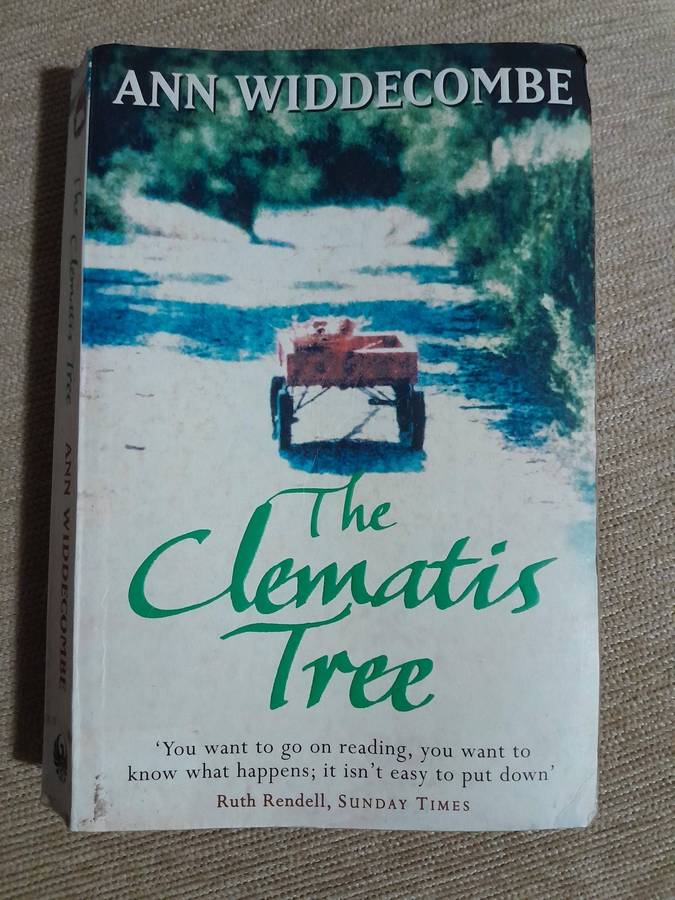 ANN WIDDECOMBE
The
Clematis
Tree
‘You want to go on reading, you want to
know what happens; it isn’t easy to put down’
Ruth Rendell, SUNDAY TIMES
The Clematis Tree ANN WIDDECOMBE